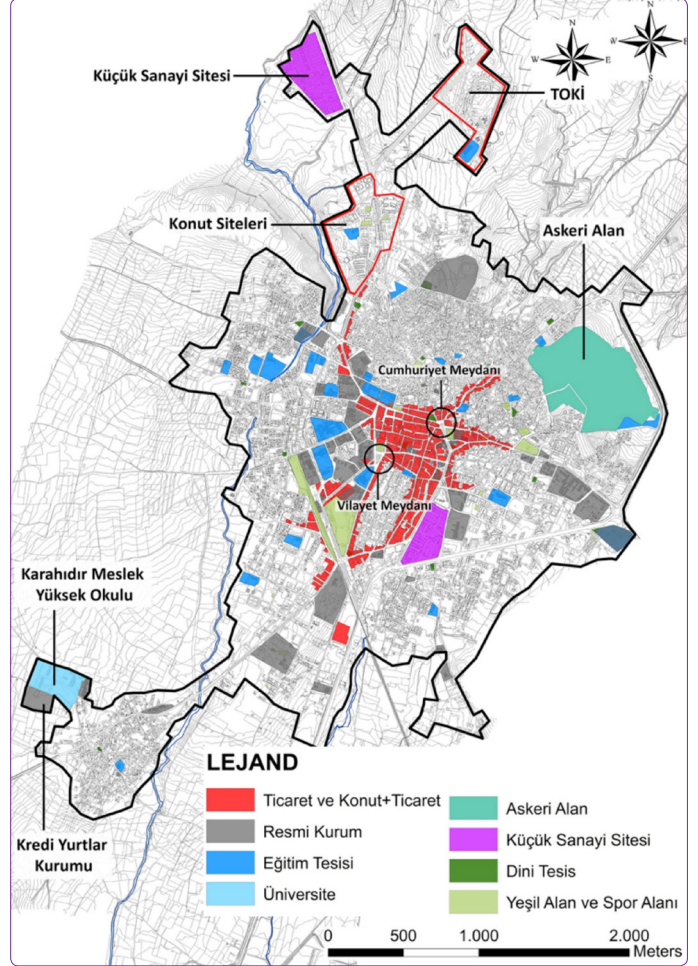 N
W
E
N
W
E
S
Küçük Sanayi Sitesi
TOKİ
Konut Siteleri
Askeri Alan
Cumhuriyet Meydanı
Vilayet Meydanı
Karahıdır Meslek
Yüksek Okulu
Kredi Yurtlar
Kurumu
LEJAND
Ticaret ve Konut+Ticaret
Resmi Kurum
Eğitim Tesisi
Üniversite
Askeri Alan
Küçük Sanayi Sitesi
Dini Tesis
Yeşil Alan ve Spor Alanı
0 500 1.000 2.000
Meters